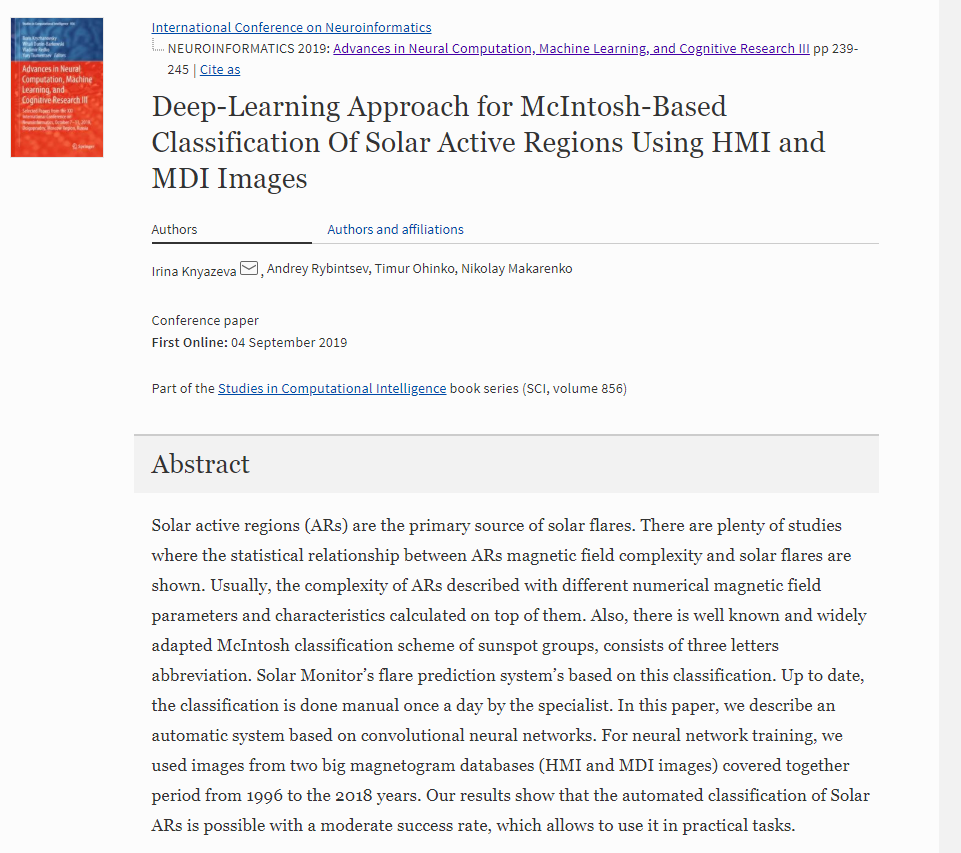 International Conference on Neuroinformatics
NEUROINFORMATICS 2019: Advances in Neural Computation, Machine Learning, and Cognitive Research III pp 239-
245 | Cite as
Advances in Neural
Computation, Machine
Learning, and
Cognitive Research III
Springer
Deep-Learning Approach for McIntosh-Based
Classification Of Solar Active Regions Using HMI and
MDI Images
Authors
Authors and affiliations
Irina Knyazeva , Andrey Rybintsev, Timur Ohinko, Nikolay Makarenko
Conference paper
First Online: 04 September 2019
Part of the Studies in Computational Intelligence book series (SCI, volume 856)
Abstract
Solar active regions (ARs) are the primary source of solar flares. There are plenty of studies
where the statistical relationship between ARs magnetic field complexity and solar flares are
shown. Usually, the complexity of ARs described with different numerical magnetic field
parameters and characteristics calculated on top of them. Also, there is well known and widely
adapted McIntosh classification scheme of sunspot groups, consists of three letters
abbreviation. Solar Monitor’s flare prediction system’s based on this classification. Up to date,
the classification is done manual once a day by the specialist. In this paper, we describe an
automatic system based on convolutional neural networks. For neural network training, we
used images from two big magnetogram databases (HMI and MDI images) covered together
period from 1996 to the 2018 years. Our results show that the automated classification of Solar
ARs is possible with a moderate success rate, which allows to use it in practical tasks.